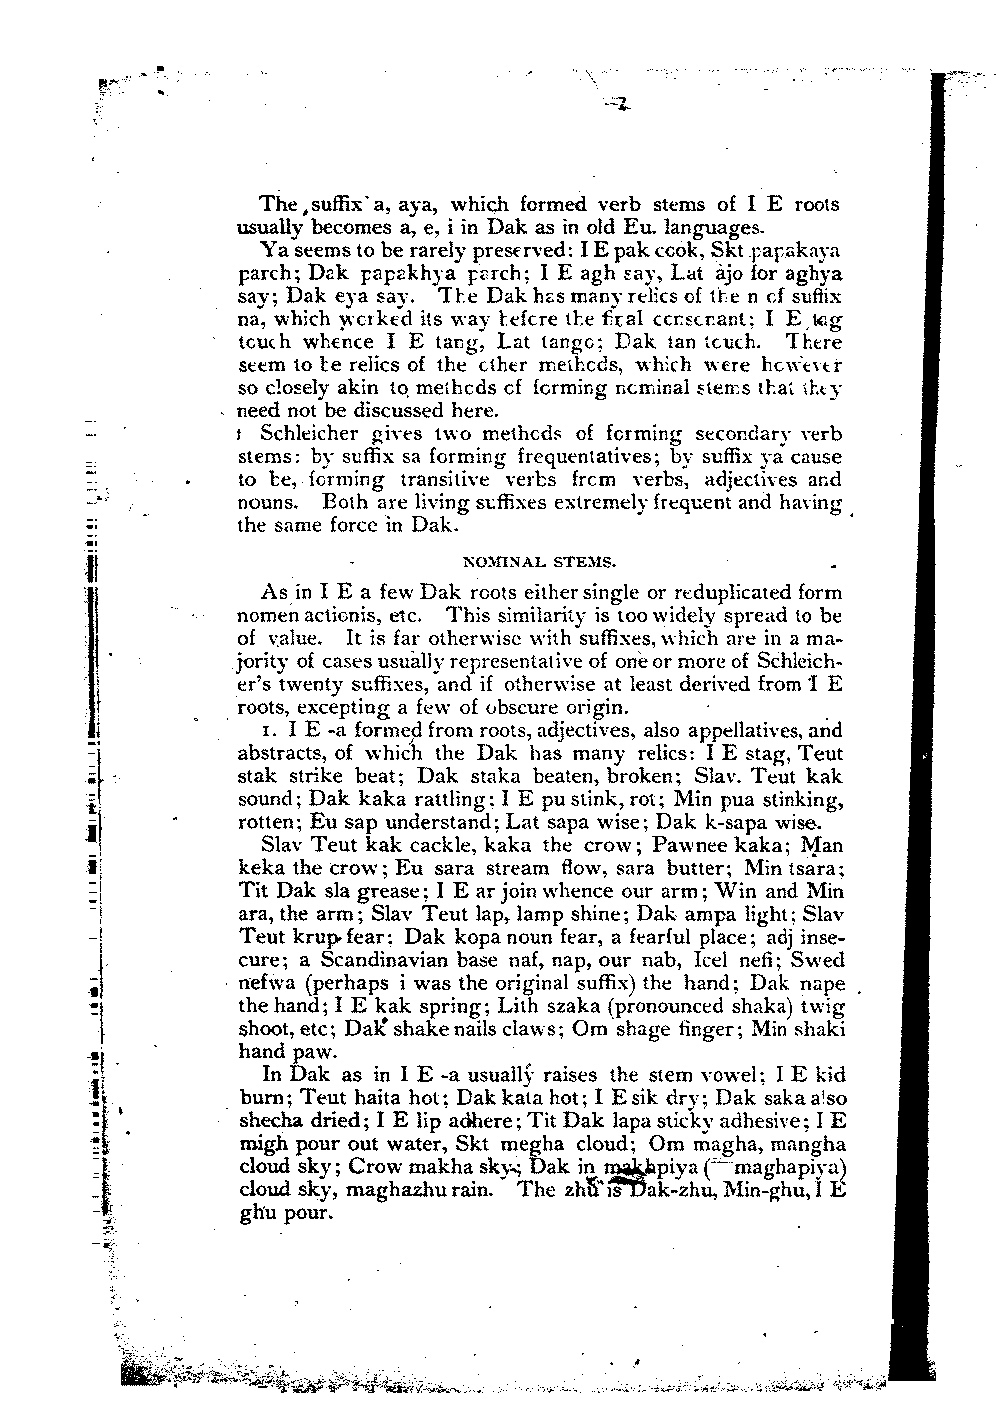 The suffix a, aya, which formed verb stems of I E roots
usually becomes a, e, i in Dak as in old Eu. languages.
Ya seems to be rarely preserved: I E pak cook, Skt papakaya
parch; Dak papakhya parch; I E agh say, Lat ajo for aghya
say; Dak eya say. The Dak has many relics of the n of suffix
na, which worked its way before the final consonant; I E tag
touch whence I E tang, Lat tango; Dak tan touch. There
seem to be relics of the other methods, which were however
so closely akin to methods of forming nominal stems that they
need not be discussed here.
Schleicher gives two methods of forming secondary verb
stems: by suffix sa forming frequentatives; by suffix ya cause
to be, forming transitive verbs from verbs, adjectives and
nouns. Both are living suffixes extremely frequent and having
the same force in Dak.
NOMINAL STEMS.
As in I E a few Dak roots either single or reduplicated form
nomen actionis, etc. This similarity is too widely spread to be
of value. It is far otherwise with suffixes, which are in a ma-
jority of cases usually representative of one or more of Schleich-
er's twenty suffixes, and if otherwise at least derived from I E
roots, excepting a few of obscure origin.
1. I E -a formed from roots, adjectives, also appellatives, and
abstracts, of which the Dak has many relics: I E stag, Teut
stak strike beat; Dak staka beaten, broken; Slav. Teut kak
sound; Dak kaka rattling; I E pu stink, rot; Min pua stinking,
rotten; Eu sap understand; Lat sapa wise; Dak k-sapa wise.
Slav Teut kak cackle, kaka the crow; Pawnee kaka; Man
keka the crow; Eu sara stream flow, sara butter; Min tsara;
Tit Dak sla grease; I E ar join whence our arm; Win and Min
ara, the arm; Slav Teut lap, lamp shine; Dak ampa light; Slav
Teut krup fear; Dak kopa noun fear, a fearful place; adj inse-
cure; a Scandinavian base naf, nap, our nab, Icel nefi; Swed
nefwa (perhaps i was the original suffix) the hand; Dak nape
the hand; I E kak spring; Lith szaka (pronounced shaka) twig
shoot, etc; Dak shake nails claws; Om shage finger; Min shaki
hand paw.
In Dak as in I E -a usually raises the stem vowel; I E kid
burn; Teut haita hot; Dak kata hot; I E sik dry; Dak saka also
shecha dried; I E lip adhere; Tit Dak lapa sticky adhesive; I E
migh pour out water, Skt megha cloud; Om magha, mangha
cloud sky; Crow makha sky; Dak in makhpiya (— maghapiya)
cloud sky, maghazhu rain. The zhu is Dak-zhu, Min-ghu, I E
ghu pour.